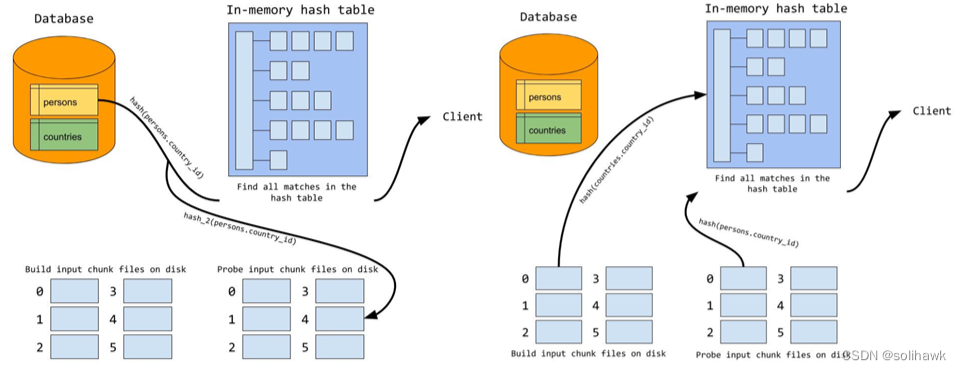 Database
In-memory hash table
persons
countries
hash(persons.country_id)
Client
Find all matches in the
hash table
hash_2(persons.country_id)
Build input chunk files on disk
0
3
1
4
2
5
Probe input chunk files on disk
0
3
1
4
2
5
Database
In-memory hash table
persons
countries
hash(countries.country_id)
Client
Find all matches in the
hash table
hash(persons.country_id)
0
3
1
4
2
5
Build input chunk files on disk
0
3
1
4
2
5
Probe input chunk files on disk
CSDN @solihawk